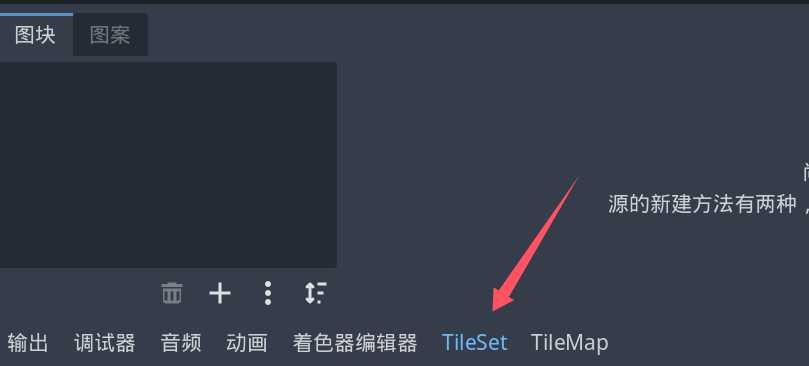 图块 图案
源的新建方法有两种，
输出 调试器 音频 动画 着色器编辑器 TileSet TileMap